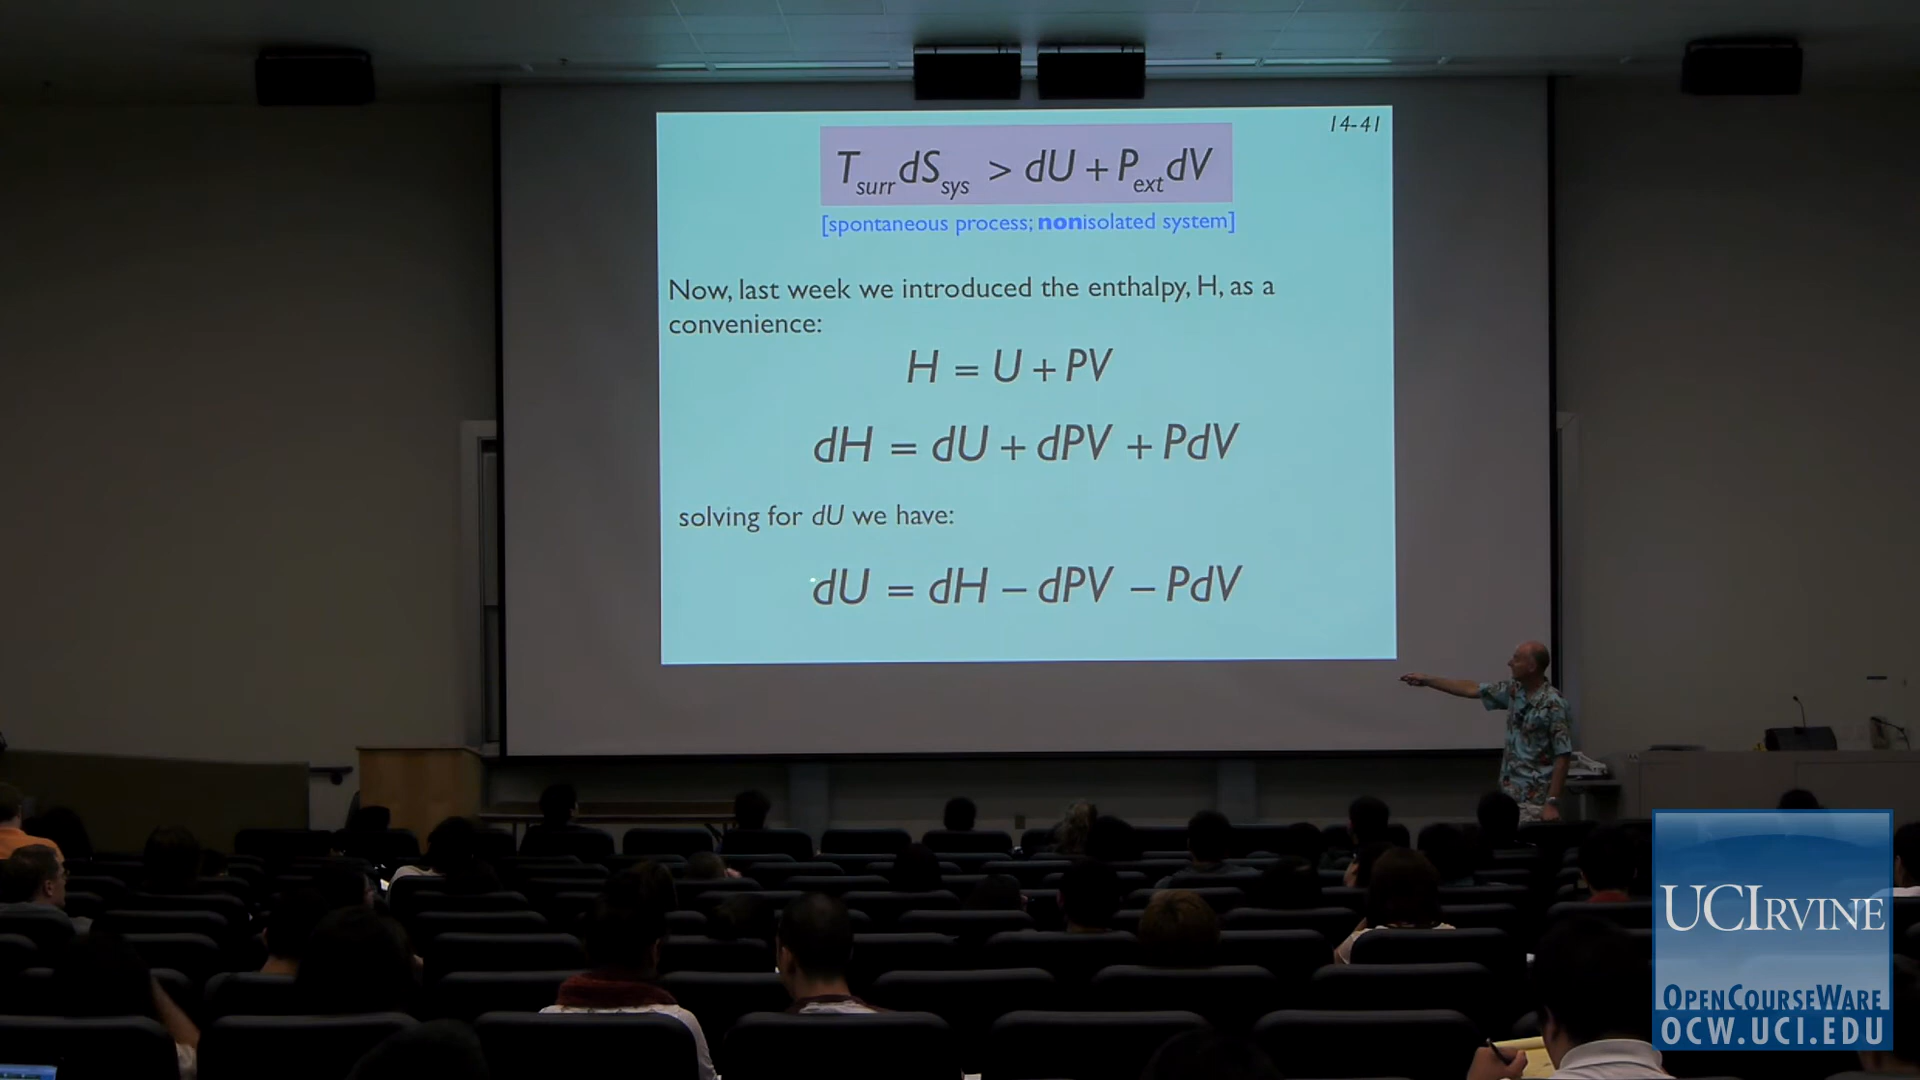 14-41
T_surr dS_sys > dU + P_ext dV
[spontaneous process; nonisolated system]
Now, last week we introduced the enthalpy, H, as a
convenience:
H = U + PV
dH = dU + dPV + PdV
solving for dU we have:
dU = dH – dPV – PdV
UCIRVINE
OPENCOURSEWARE
OCW.UCI.EDU